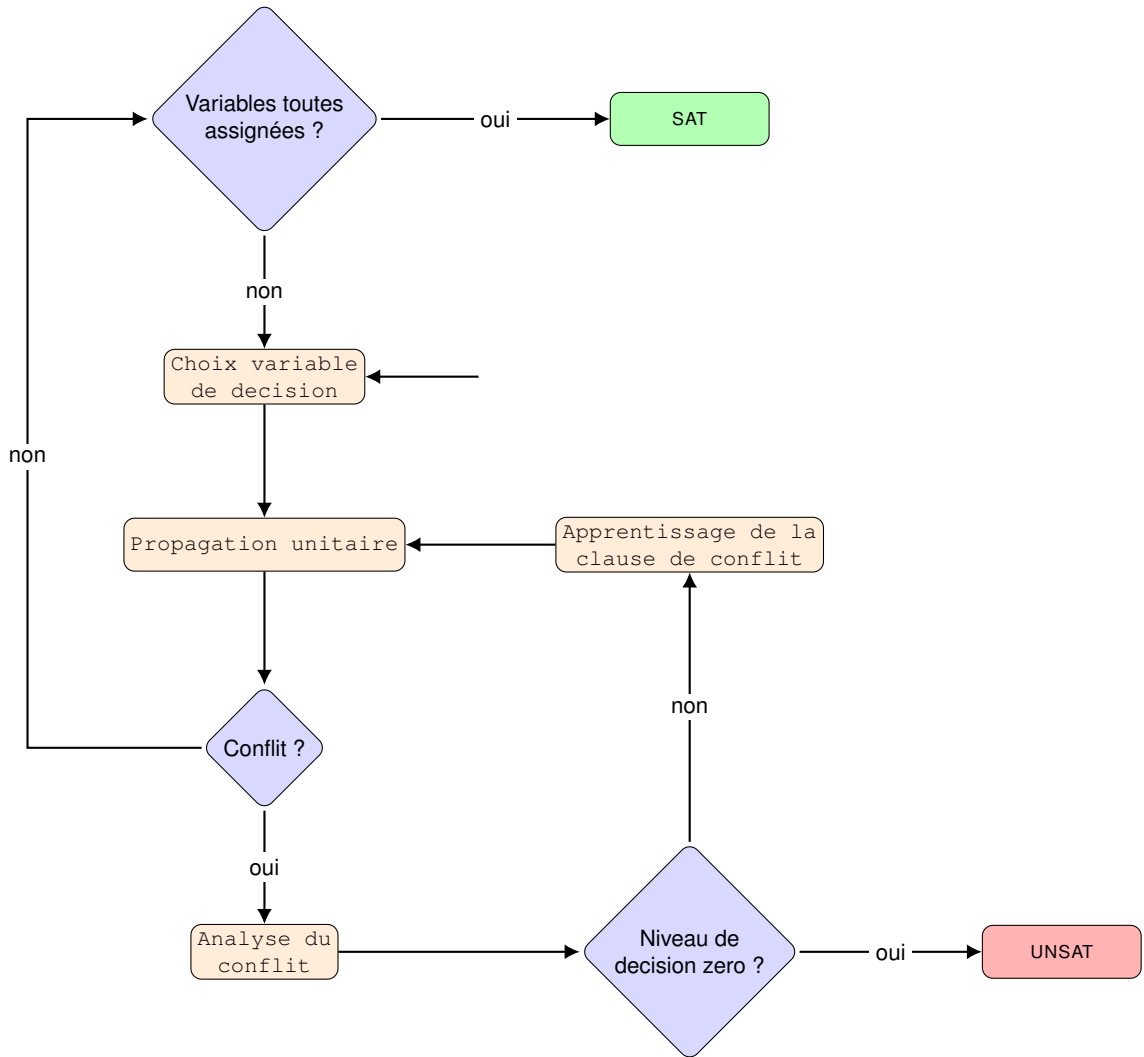 Variables toutes
assignées ?
oui
SAT
non
Choix variable
de decision
non
Propagation unitaire
Apprentissage de la
clause de conflit
non
Conflit ?
oui
Analyse du
conflit
Niveau de
decision zero ?
oui
UNSAT